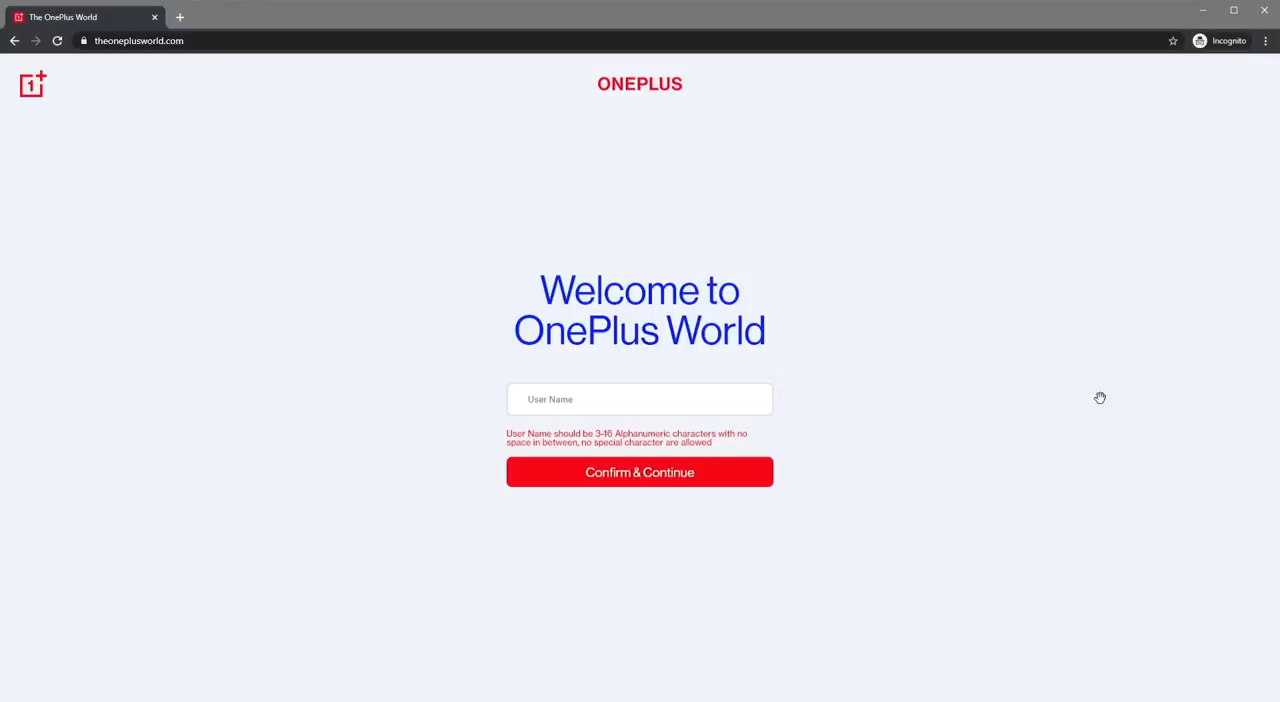 The OnePlus World
theoneplusworld.com
Incognito
ONEPLUS
Welcome to
OnePlus World
User Name
User Name should be 3-16 Alphanumeric characters with no
space in between, no special character are allowed
Confirm & Continue